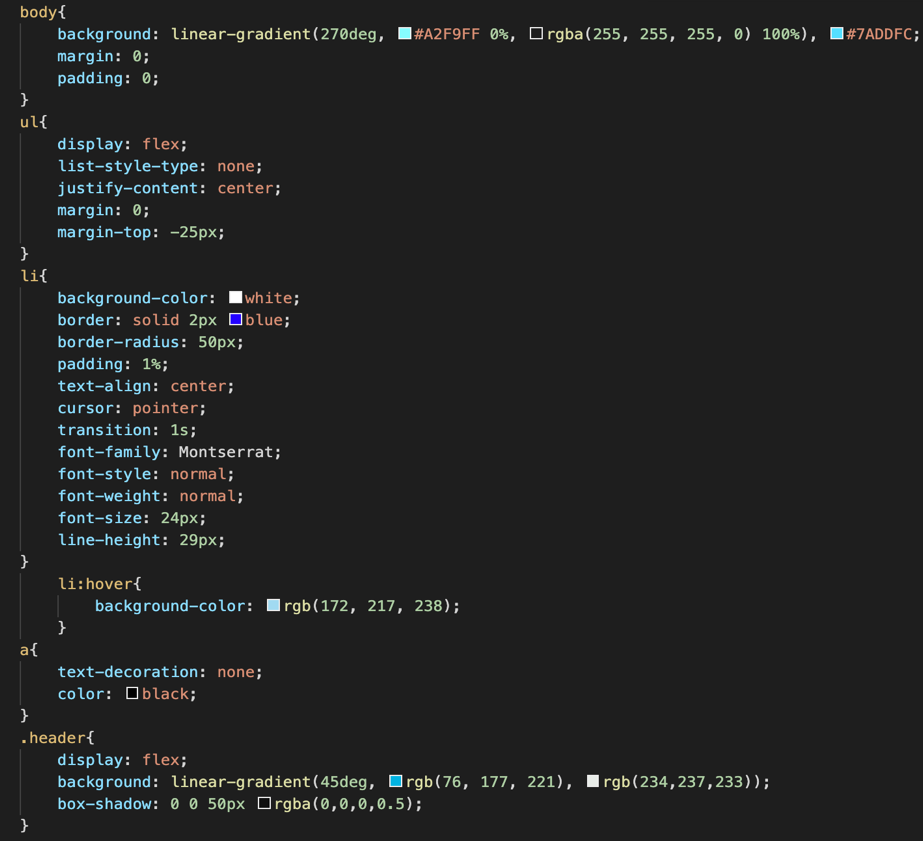 body{
    background: linear-gradient(270deg, #A2F9FF 0%, rgba(255, 255, 255, 0) 100%), #7ADDFC;
    margin: 0;
    padding: 0;
}
ul{
    display: flex;
    list-style-type: none;
    justify-content: center;
    margin: 0;
    margin-top: -25px;
}
li{
    background-color: white;
    border: solid 2px blue;
    border-radius: 50px;
    padding: 1%;
    text-align: center;
    cursor: pointer;
    transition: 1s;
    font-family: Montserrat;
    font-style: normal;
    font-weight: normal;
    font-size: 24px;
    line-height: 29px;
}
    li:hover{
        background-color: rgb(172, 217, 238);
    }
a{
    text-decoration: none;
    color: black;
}
.header{
    display: flex;
    background: linear-gradient(45deg, rgb(76, 177, 221), rgb(234,237,233));
    box-shadow: 0 0 50px rgba(0,0,0,0.5);
}